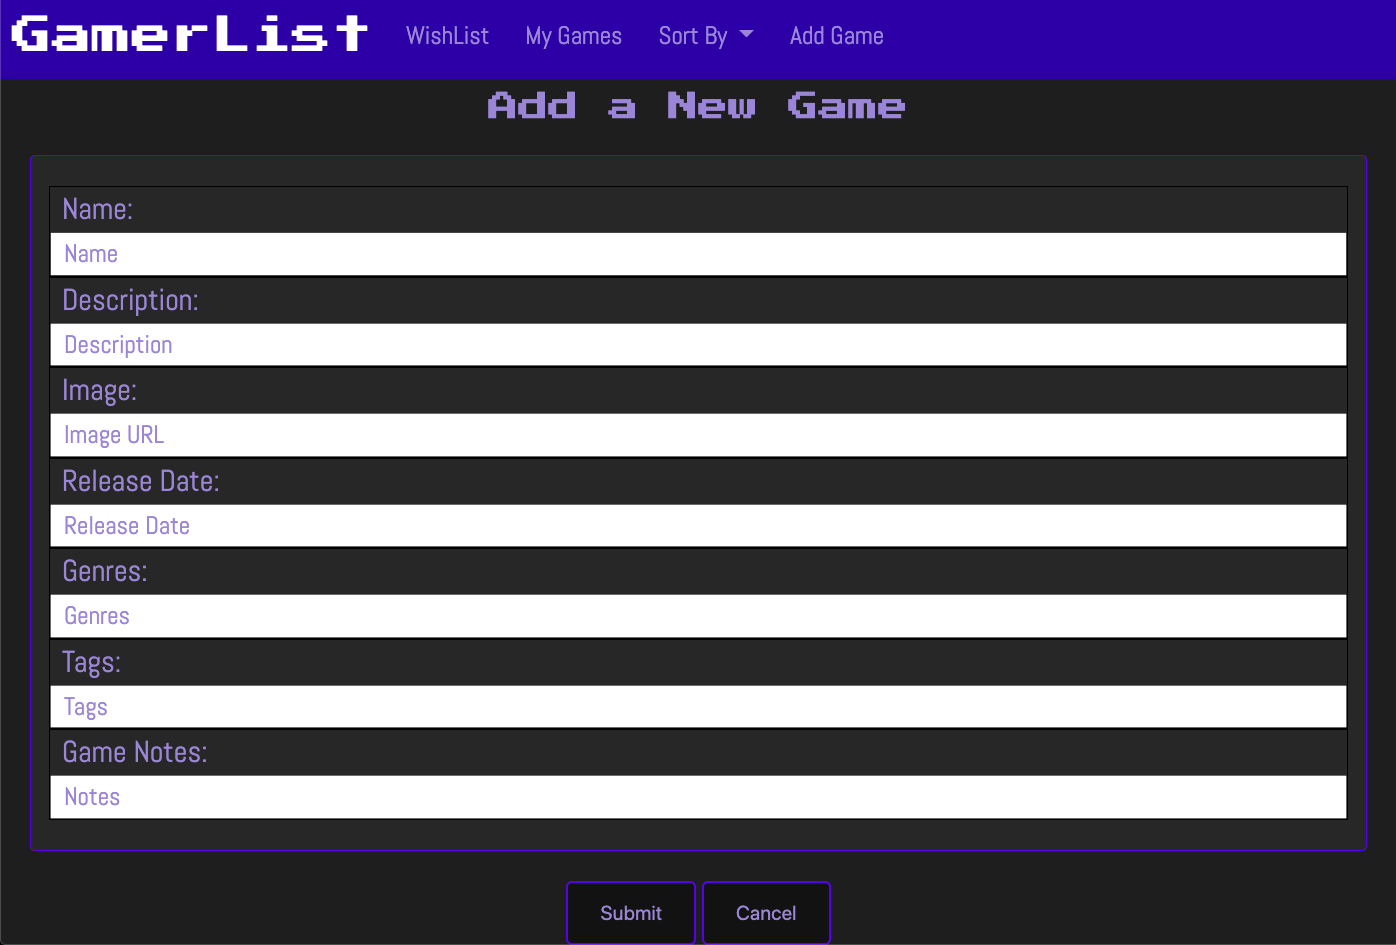 GamerList WishList My Games Sort By Add Game
Add a New Game
Name:
Name
Description:
Description
Image:
Image URL
Release Date:
Release Date
Genres:
Genres
Tags:
Tags
Game Notes:
Notes
Submit Cancel